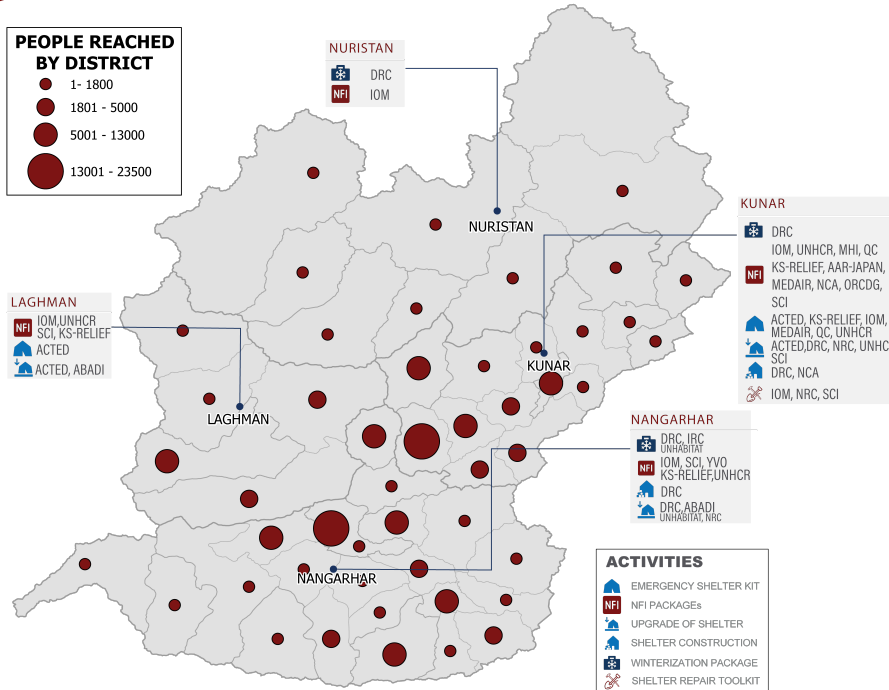 PEOPLE REACHED
BY DISTRICT
1- 1800
1801 - 5000
5001 - 13000
13001 - 23500
NURISTAN
DRC
NFI IOM
NURISTAN
KUNAR
DRC
IOM, UNHCR, MHI, QC
NFI KS-RELIEF, AAR-JAPAN,
MEDAIR, NCA, ORCDG,
SCI
ACTED, KS-RELIEF, IOM,
MEDAIR, QC, UNHCR
ACTED,DRC, NRC, UNHC
SCI
DRC, NCA
IOM, NRC, SCI
LAGHMAN
NFI IOM,UNHCR
SCI, KS-RELIEF
ACTED
ACTED, ABADI
KUNAR
LAGHMAN
NANGARHAR
DRC, IRC
UNHABITAT
NFI IOM, SCI, YVO
KS-RELIEF,UNHCR
DRC
DRC,ABADI
UNHABITAT, NRC
NANGARHAR
ACTIVITIES
EMERGENCY SHELTER KIT
NFI NFI PACKAGEs
UPGRADE OF SHELTER
SHELTER CONSTRUCTION
WINTERIZATION PACKAGE
SHELTER REPAIR TOOLKIT